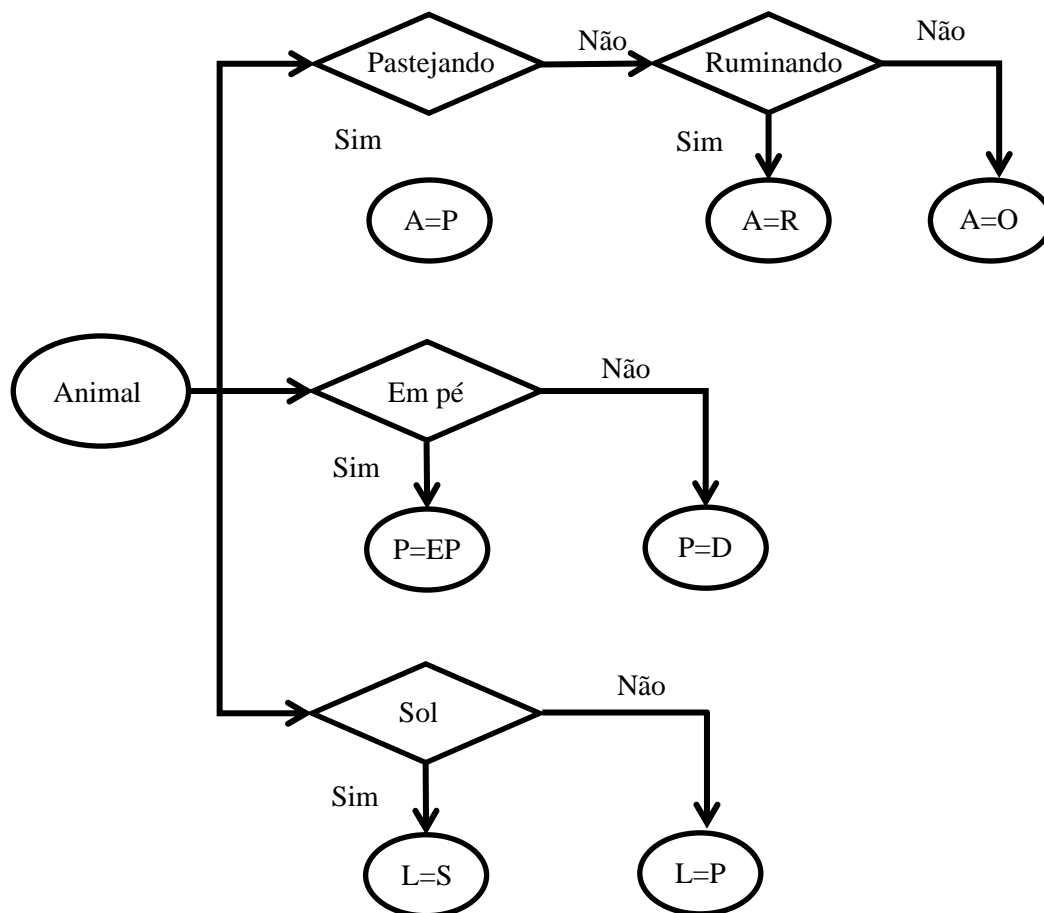 Pastejando
Não
Ruminando
Não
Sim
Sim
A=P
A=R
A=O
Animal
Em pé
Não
Sim
P=EP
P=D
Sol
Não
Sim
L=S
L=P